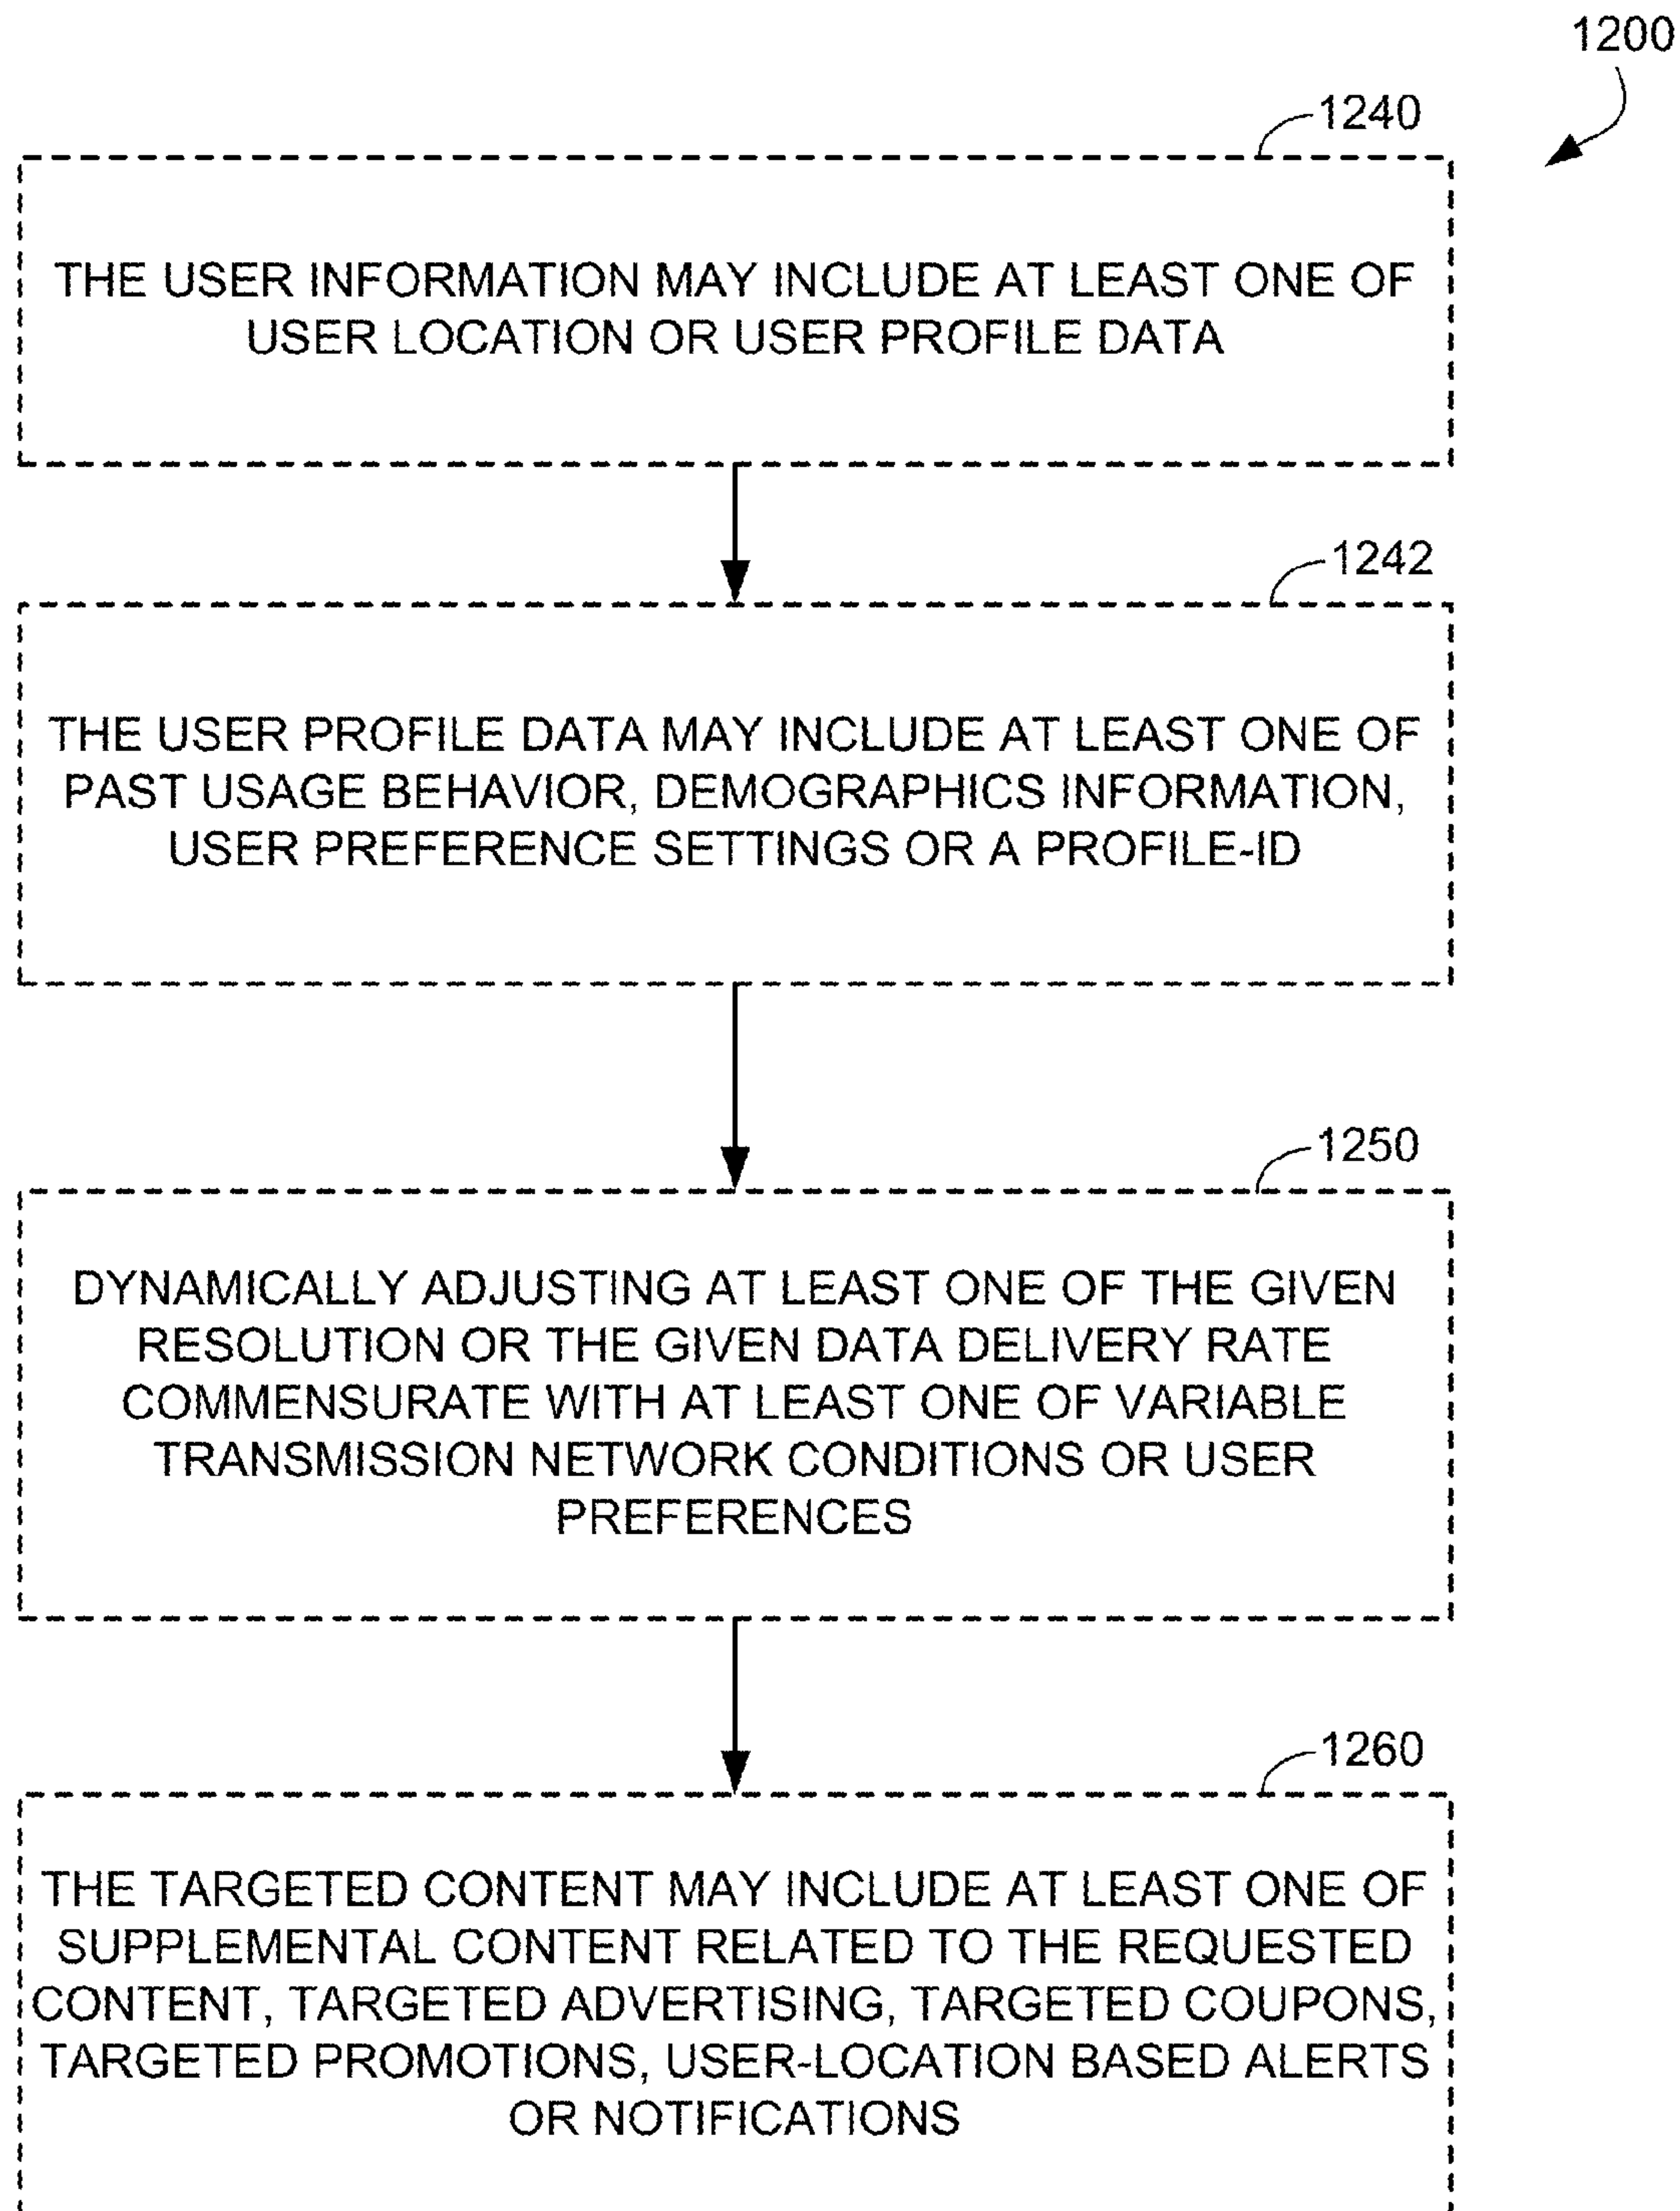 1200
1240
THE USER INFORMATION MAY INCLUDE AT LEAST ONE OF
USER LOCATION OR USER PROFILE DATA
1242
THE USER PROFILE DATA MAY INCLUDE AT LEAST ONE OF
PAST USAGE BEHAVIOR, DEMOGRAPHICS INFORMATION,
USER PREFERENCE SETTINGS OR A PROFILE-ID
1250
DYNAMICALLY ADJUSTING AT LEAST ONE OF THE GIVEN
RESOLUTION OR THE GIVEN DATA DELIVERY RATE
COMMENSURATE WITH AT LEAST ONE OF VARIABLE
TRANSMISSION NETWORK CONDITIONS OR USER
PREFERENCES
1260
THE TARGETED CONTENT MAY INCLUDE AT LEAST ONE OF
SUPPLEMENTAL CONTENT RELATED TO THE REQUESTED
CONTENT, TARGETED ADVERTISING, TARGETED COUPONS,
TARGETED PROMOTIONS, USER-LOCATION BASED ALERTS
OR NOTIFICATIONS